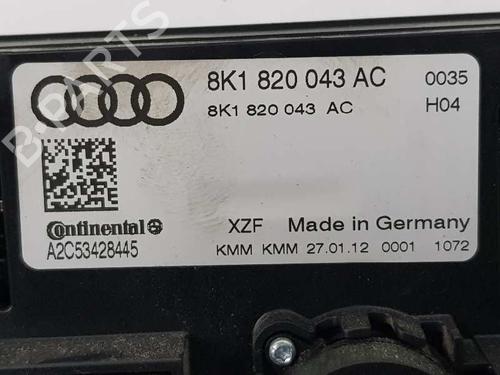 B-PARTS
8K1 820 043 AC 0035
8K1 820 043 AC H04
Continental XZF Made in Germany
A2C53428445 KMM KMM 27.01.12 0001 1072